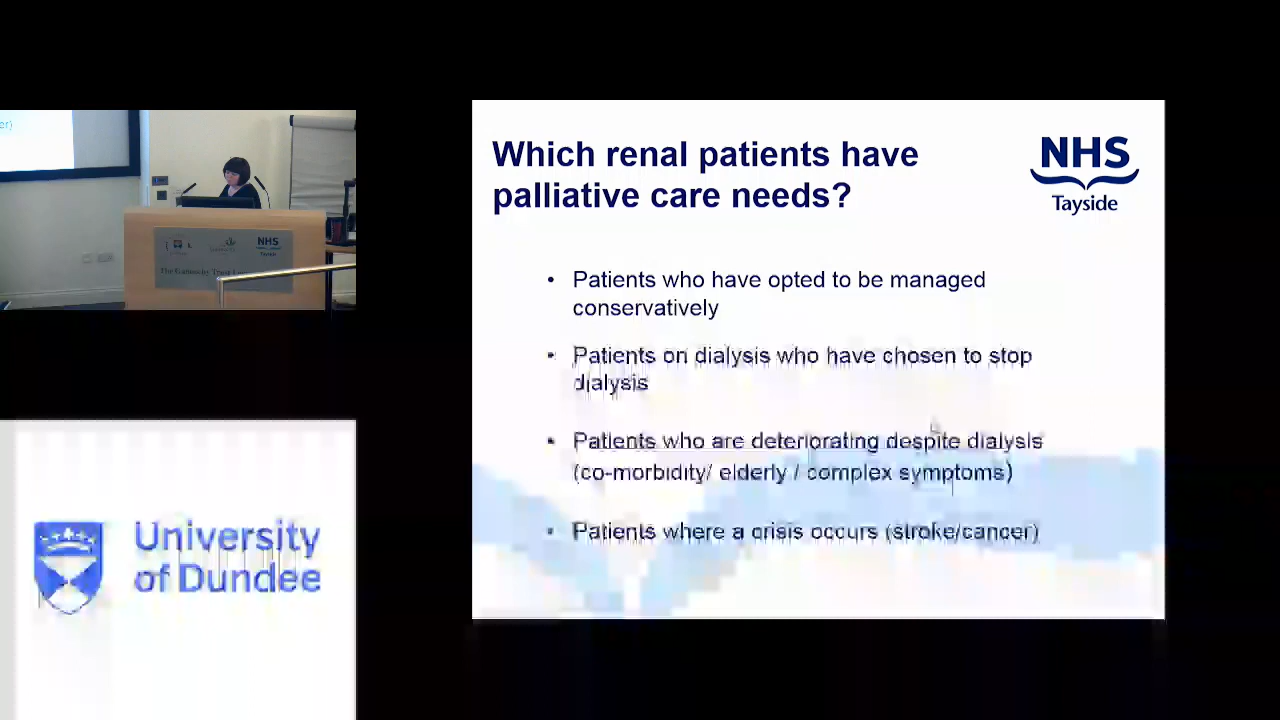 er)
NHS
Which renal patients have
palliative care needs?
NHS
Tayside
• Patients who have opted to be managed
conservatively
• Patients on dialysis who have chosen to stop
dialysis
• Patients who are deteriorating despite dialysis
(co-morbidity/ elderly / complex symptoms)
• Patients where a crisis occurs (stroke/cancer)
University
of Dundee